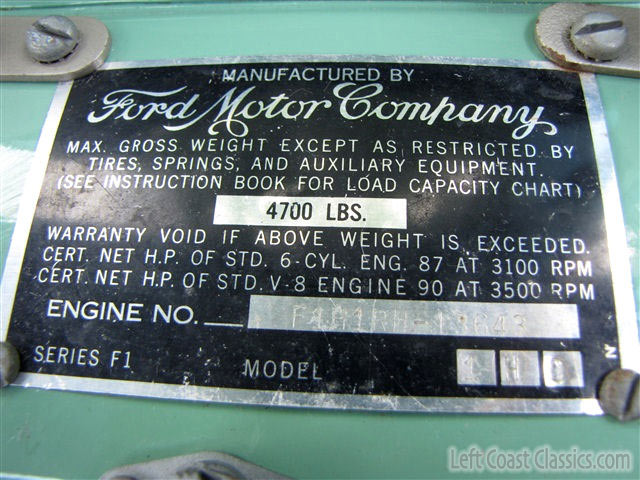 MANUFACTURED BY
Ford Motor Company
MAX. GROSS WEIGHT EXCEPT AS RESTRICTED BY
TIRES, SPRINGS, AND AUXILIARY EQUIPMENT.
(SEE INSTRUCTION BOOK FOR LOAD CAPACITY CHART)
4700 LBS.
WARRANTY VOID IF ABOVE WEIGHT IS EXCEEDED.
CERT. NET H.P. OF STD. 6-CYL. ENG. 87 AT 3100 RPM
CERT. NET H.P. OF STD. V-8 ENGINE 90 AT 3500 RPM
ENGINE NO.
SERIES F1 MODEL
Left Coast Classics.com